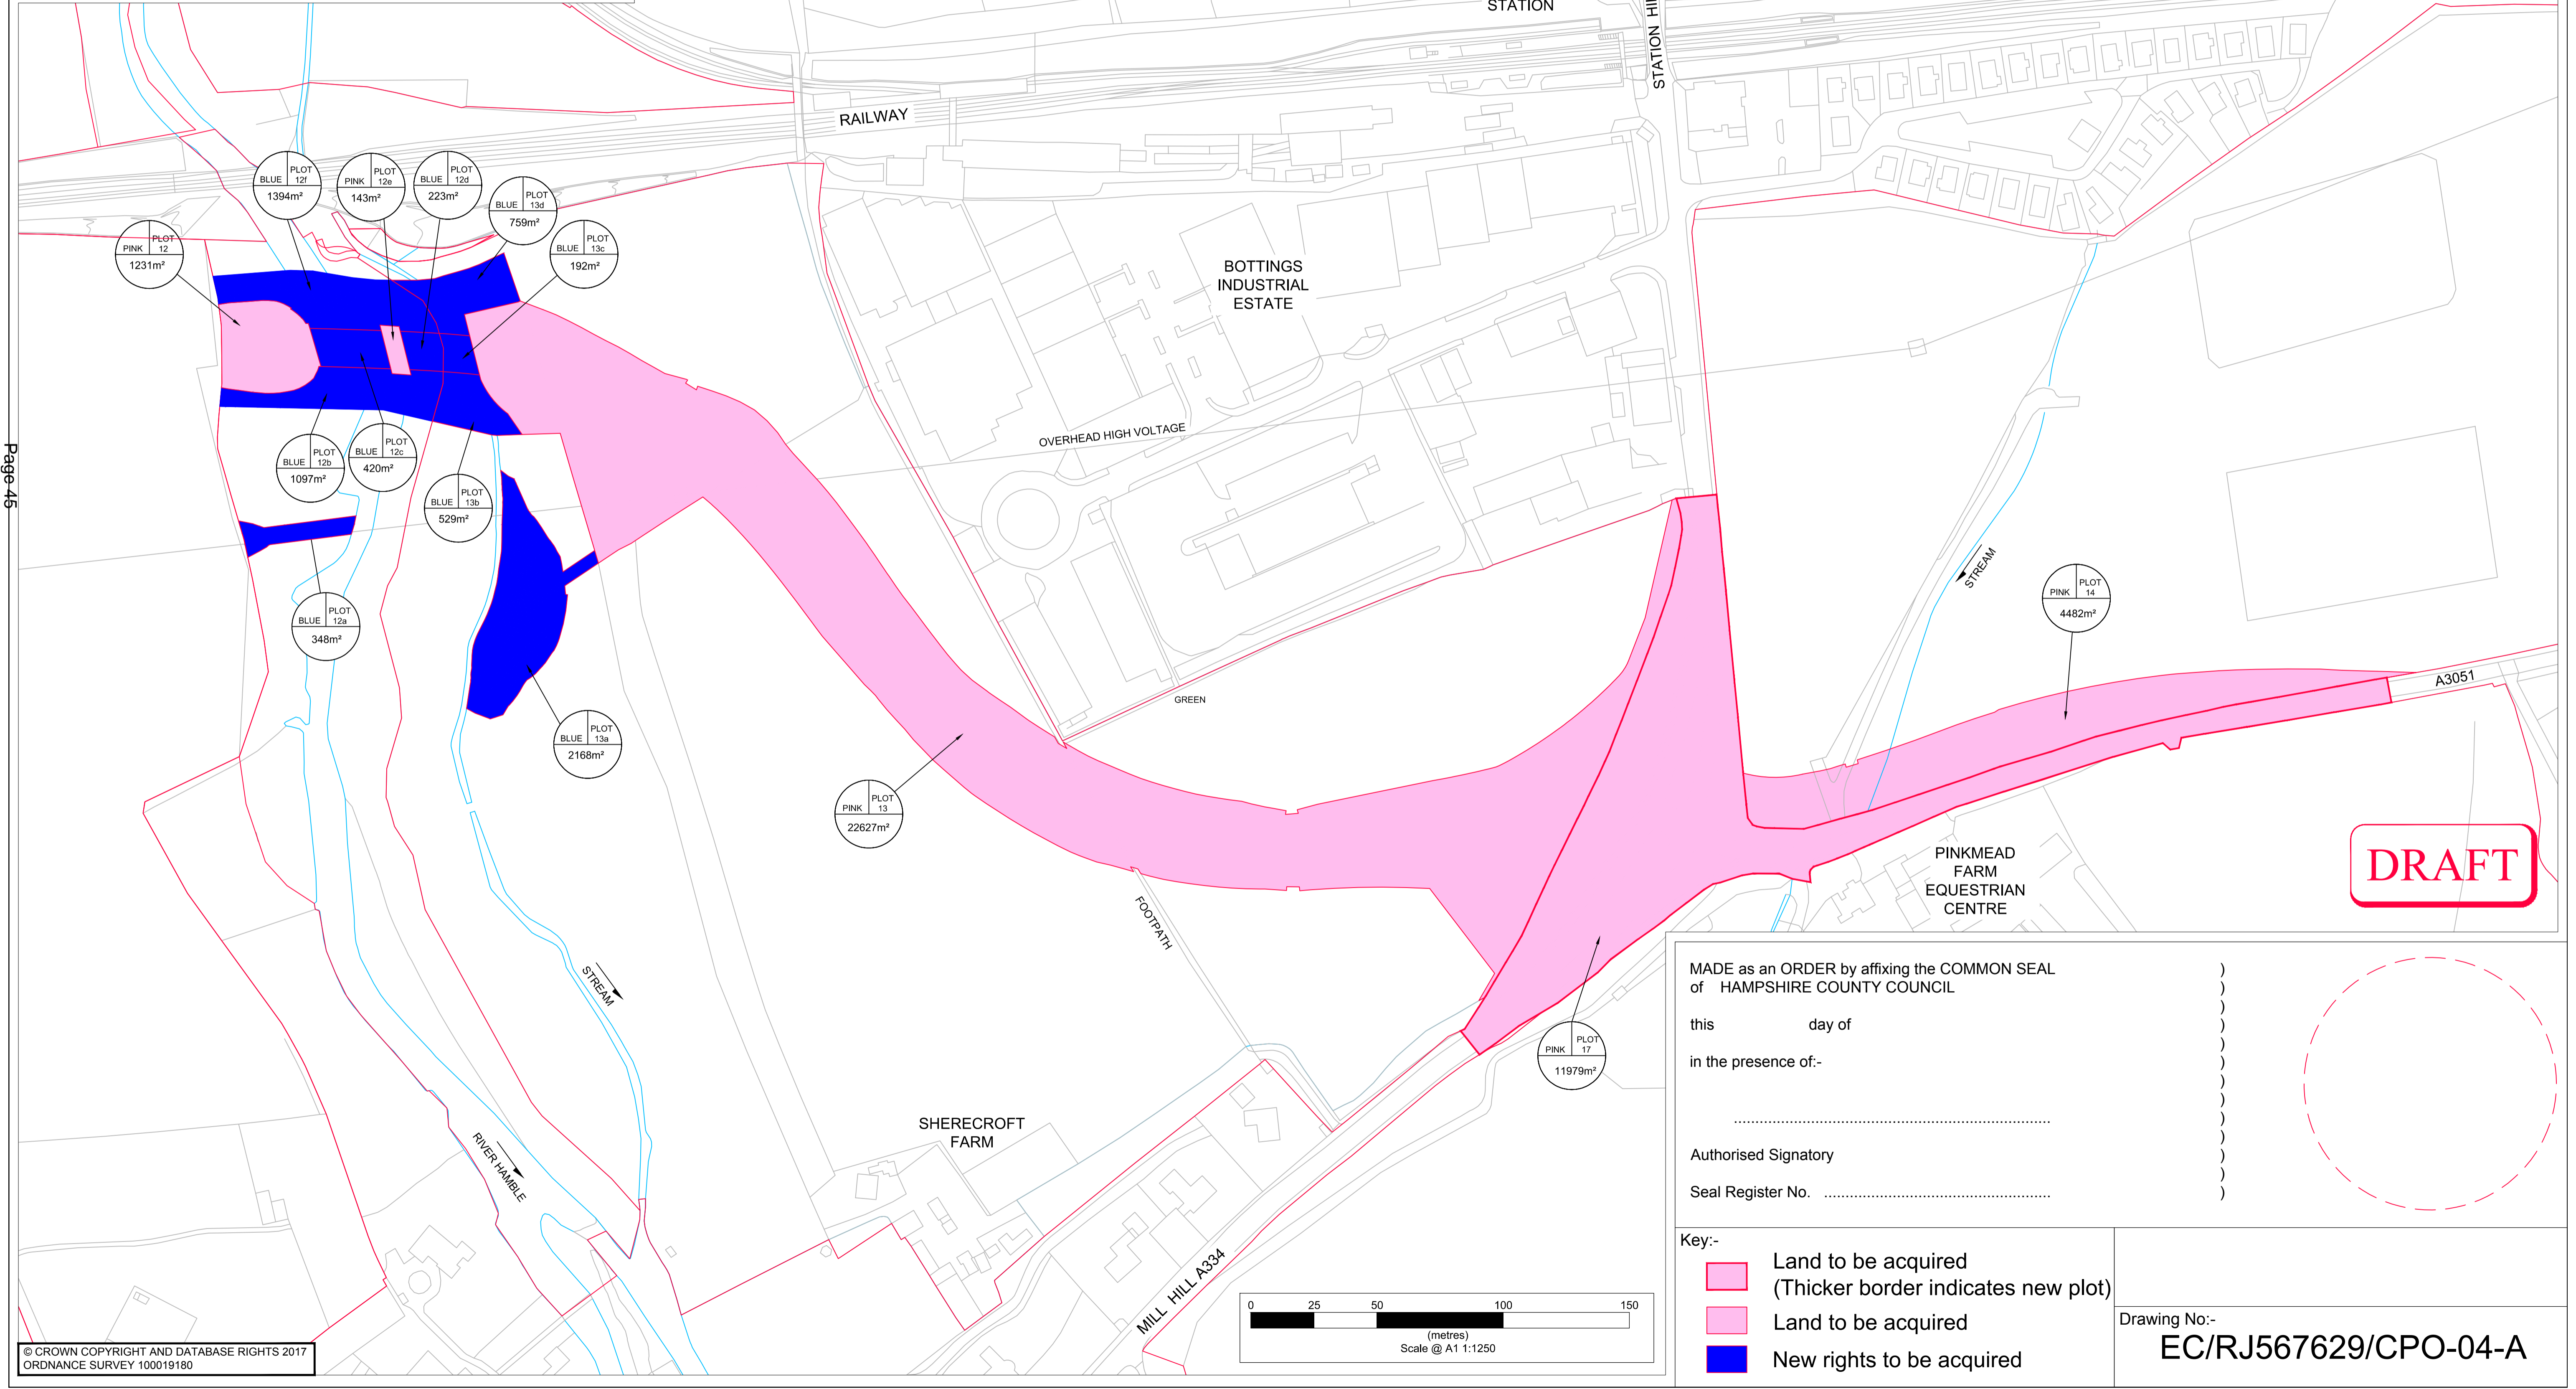 STATION
STATION HI
RAILWAY
BLUE PLOT 12f
1394m²
PINK PLOT 12e
143m²
BLUE PLOT 12d
223m²
BLUE PLOT 13d
759m²
PINK PLOT 12
1231m²
BLUE PLOT 13c
192m²
BOTTINGS
INDUSTRIAL
ESTATE
OVERHEAD HIGH VOLTAGE
Page 45
BLUE PLOT 12b
1097m²
BLUE PLOT 12c
420m²
BLUE PLOT 13b
529m²
STREAM
PINK PLOT 14
4482m²
BLUE PLOT 12a
348m²
GREEN
A3051
BLUE PLOT 13a
2168m²
PINK PLOT 13
22627m²
PINKMEAD
FARM
EQUESTRIAN
CENTRE
DRAFT
FOOTPATH
STREAM
PINK PLOT 17
11979m²
SHERECROFT
FARM
RIVER HAMBLE
MILL HILL A334
MADE as an ORDER by affixing the COMMON SEAL )
of HAMPSHIRE COUNTY COUNCIL )
)
this day of )
)
in the presence of:- )
)
)
.......................................................................... )
)
Authorised Signatory )
)
Seal Register No. ..................................................... )
Key:-
Land to be acquired
(Thicker border indicates new plot)
Land to be acquired
New rights to be acquired
Drawing No:-
EC/RJ567629/CPO-04-A
0 25 50 100 150
(metres)
Scale @ A1 1:1250
© CROWN COPYRIGHT AND DATABASE RIGHTS 2017
ORDNANCE SURVEY 100019180